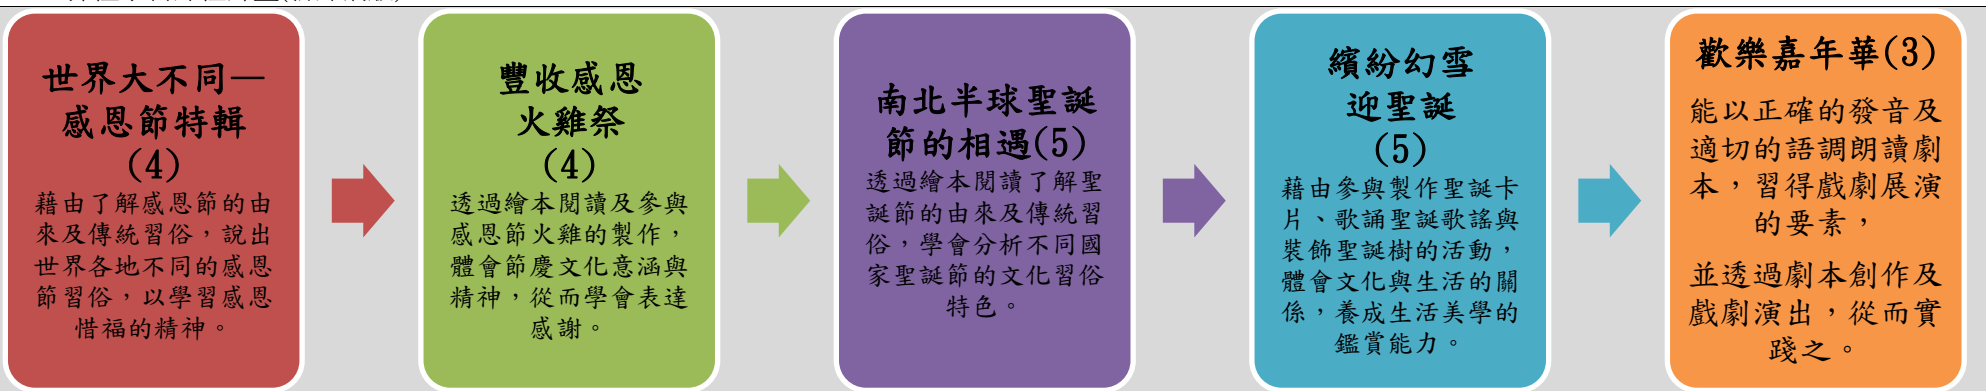 世界大不同—
感恩節特輯
(4)
藉由了解感恩節的由
來及傳統習俗，說出
世界各地不同的感恩
節習俗，以學習感恩
惜福的精神。
豐收感恩
火雞祭
(4)
透過繪本閱讀及參與
感恩節火雞的製作，
體會節慶文化意涵與
精神，從而學會表達
感謝。
南北半球聖誕
節的相遇(5)
透過繪本閱讀了解聖
誕節的由來及傳統習
俗，學會分析不同國
家聖誕節的文化習俗
特色。
繽紛幻雪
迎聖誕
(5)
藉由參與製作聖誕卡
片、歌誦聖誕歌謠與
裝飾聖誕樹的活動，
體會文化與生活的關
係，養成生活美學的
鑑賞能力。
歡樂嘉年華(3)
能以正確的發音及
適切的語調朗讀劇
本，習得戲劇展演
的要素，
並透過劇本創作及
戲劇演出，從而實
踐之。